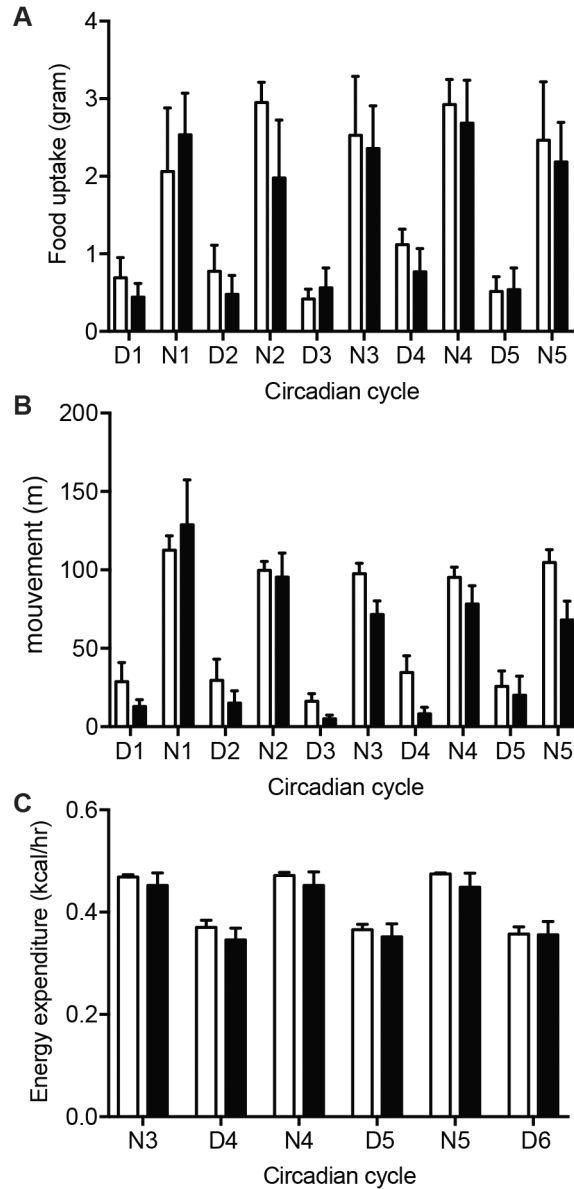 A
Food uptake (gram)
4
3
2
1
0
D1 N1 D2 N2 D3 N3 D4 N4 D5 N5
Circadian cycle
B
mouvement (m)
200
150
100
50
0
D1 N1 D2 N2 D3 N3 D4 N4 D5 N5
Circadian cycle
C
Energy expenditure (kcal/hr)
0.6
0.4
0.2
0.0
N3 D4 N4 D5 N5 D6
Circadian cycle